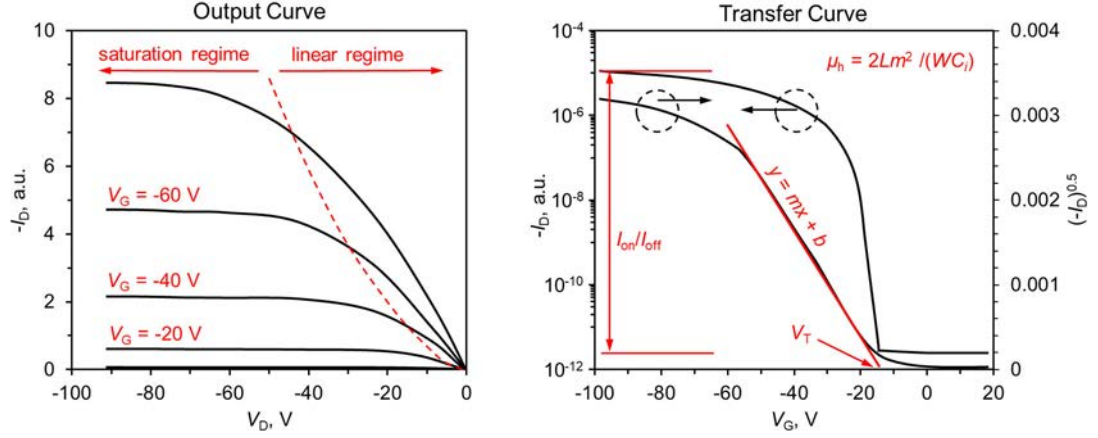 Output Curve
10
8
6
4
2
0
-I_D, a.u.
saturation regime
linear regime
V_G = -60 V
V_G = -40 V
V_G = -20 V
-100
-80
-60
-40
-20
0
V_D, V
Transfer Curve
10⁻⁴
10⁻⁶
10⁻⁸
10⁻¹⁰
10⁻¹²
-I_D, a.u.
μ_h = 2Lm² /(WC_i)
I_on/I_off
y = mx + b
V_T
0.004
0.003
0.002
0.001
0
(-I_D)^0.5
-100
-80
-60
-40
-20
0
20
V_G, V